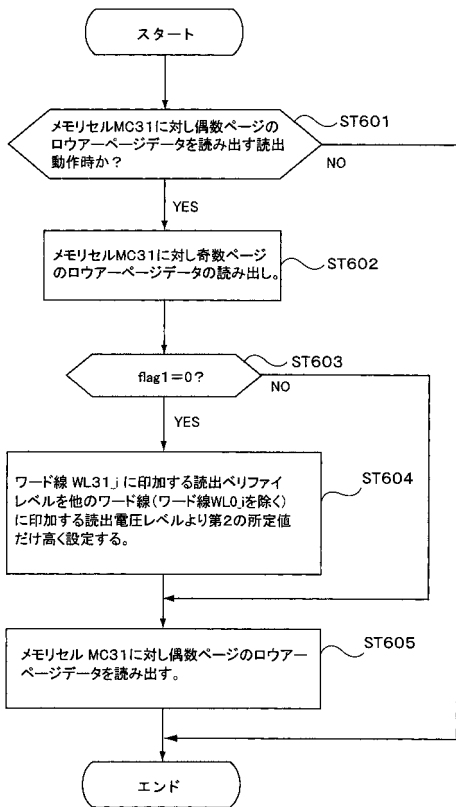 スタート
メモリセルMC31に対し偶数ページの
ロウアーページデータを読み出す読出
動作時か？
ST601
NO
YES
メモリセルMC31に対し奇数ページ
のロウアーページデータの読み出し。
ST602
flag1=0?
ST603
NO
YES
ワード線 WL31_i に印加する読出ベリファイ
レベルを他のワード線（ワード線WL0_iを除く）
に印加する読出電圧レベルより第2の所定値
だけ高く設定する。
ST604
メモリセル MC31に対し偶数ページのロウアー
ページデータを読み出す。
ST605
エンド